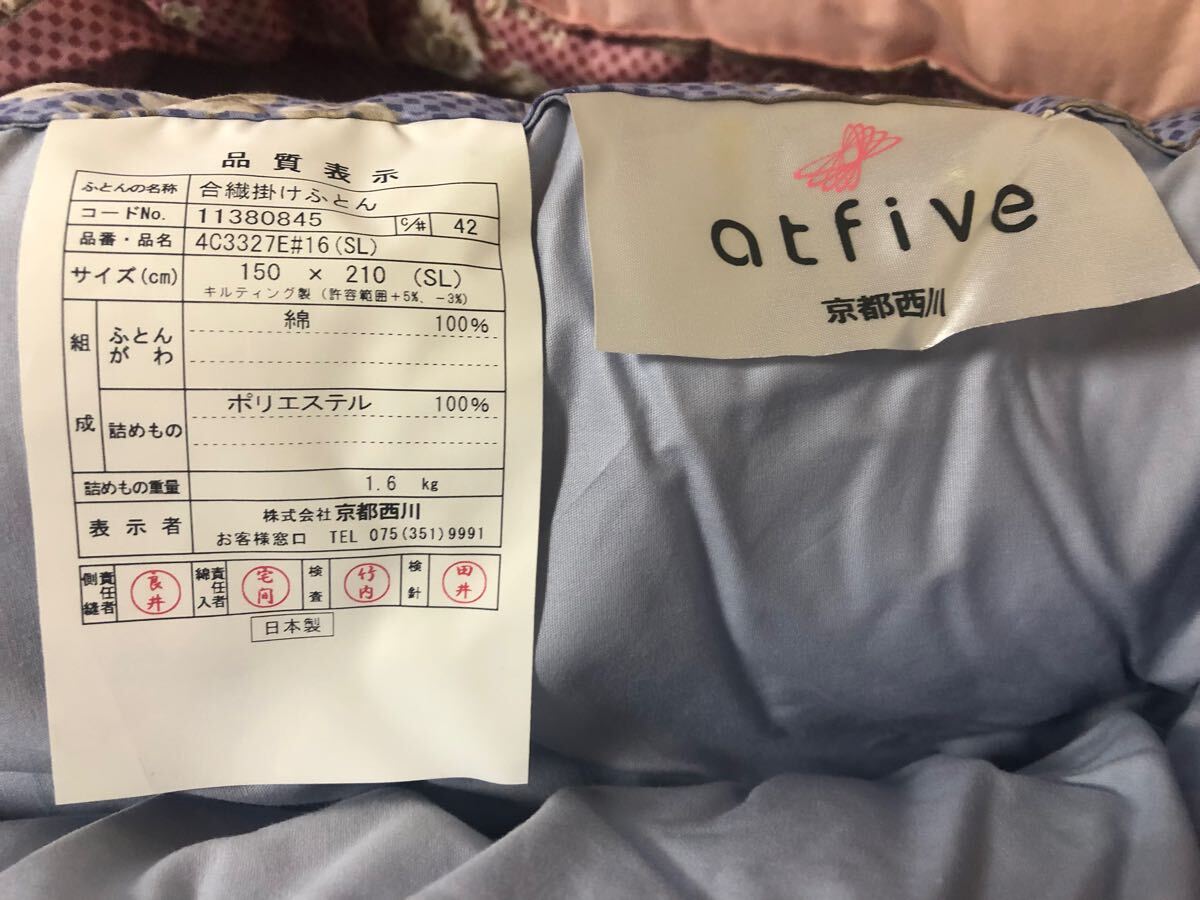 品質表示
ふとんの名称 合繊掛けふとん
コードNo. 11380845 c/# 42
品番・品名 4C3327E#16(SL)
サイズ(cm) 150 × 210 (SL)
キルティング製 (許容範囲+5%、-3%)
組成
ふとんがわ 綿 100%
詰めもの ポリエステル 100%
詰めもの重量 1.6 kg
表示者 株式会社 京都西川
お客様窓口 TEL 075(351)9991
側縫責任者 良井 綿入責任者 宅間 検査 竹内 検針 田井
日本製
atfive
京都西川